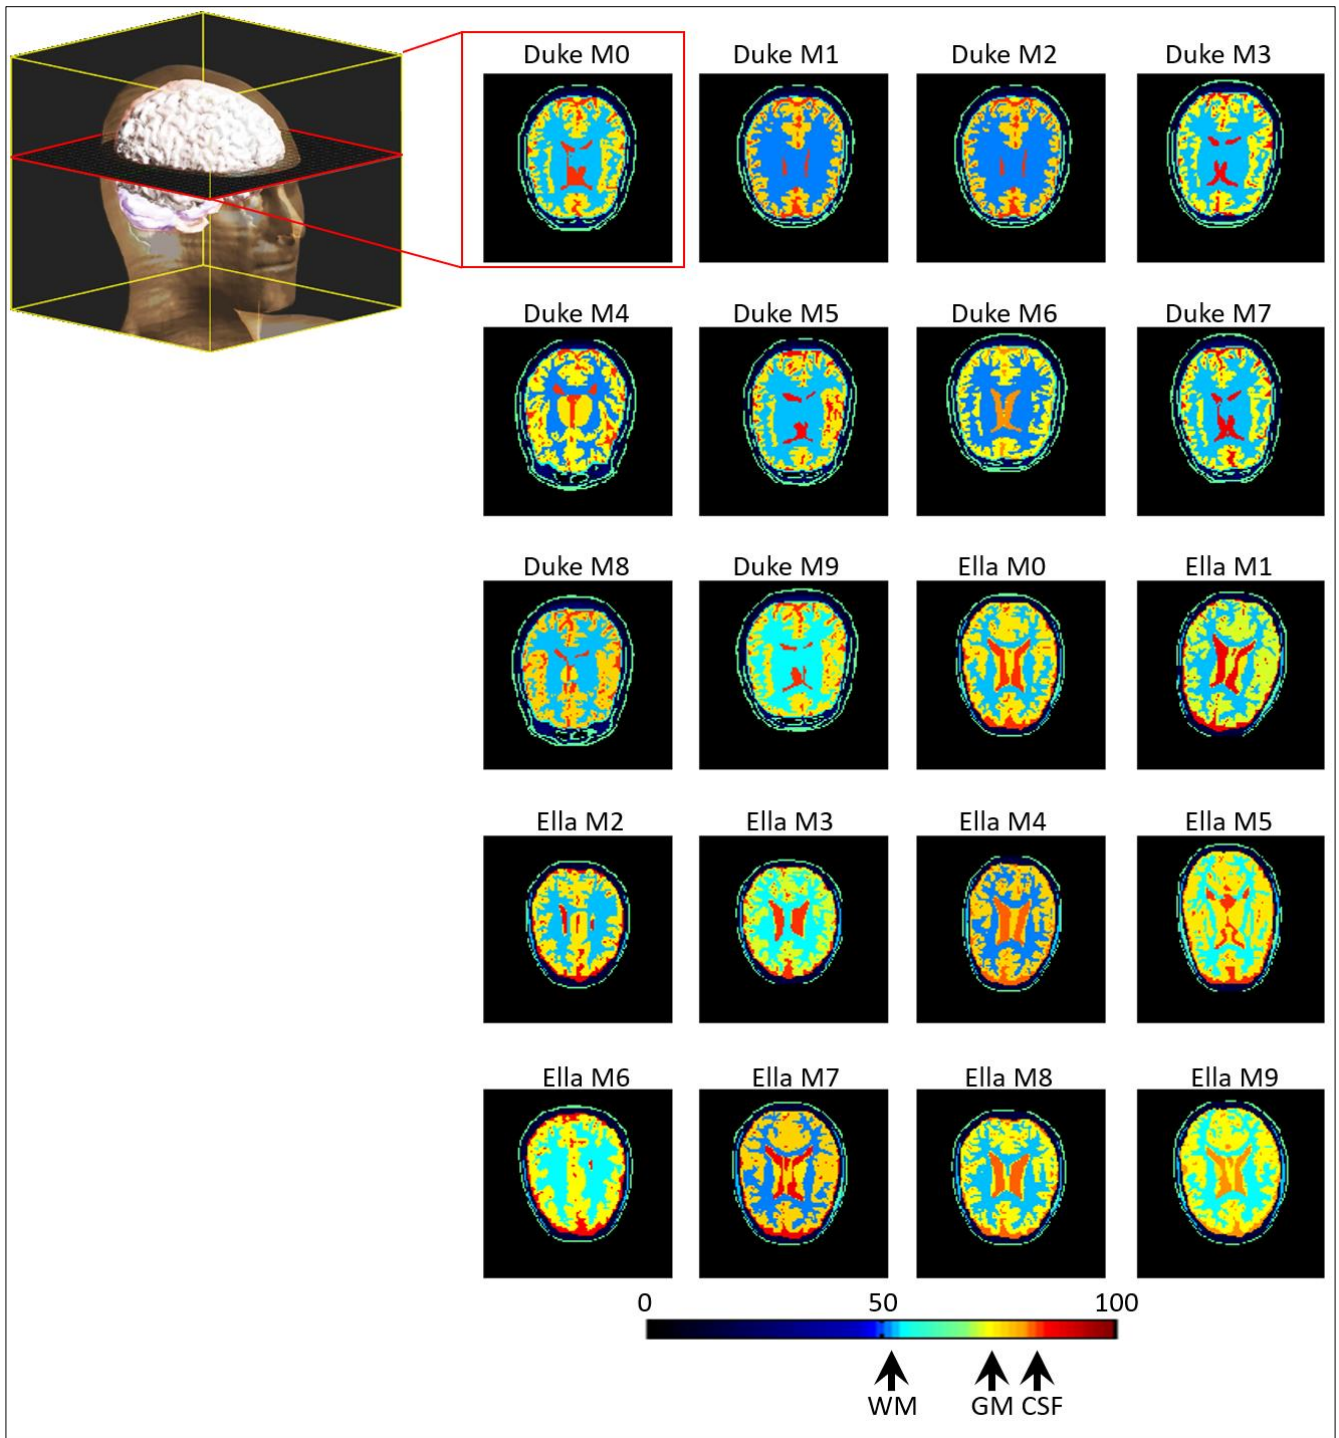 Duke M0 Duke M1 Duke M2 Duke M3
Duke M4 Duke M5 Duke M6 Duke M7
Duke M8 Duke M9 Ella M0 Ella M1
Ella M2 Ella M3 Ella M4 Ella M5
Ella M6 Ella M7 Ella M8 Ella M9
0 50 100
WM GM CSF